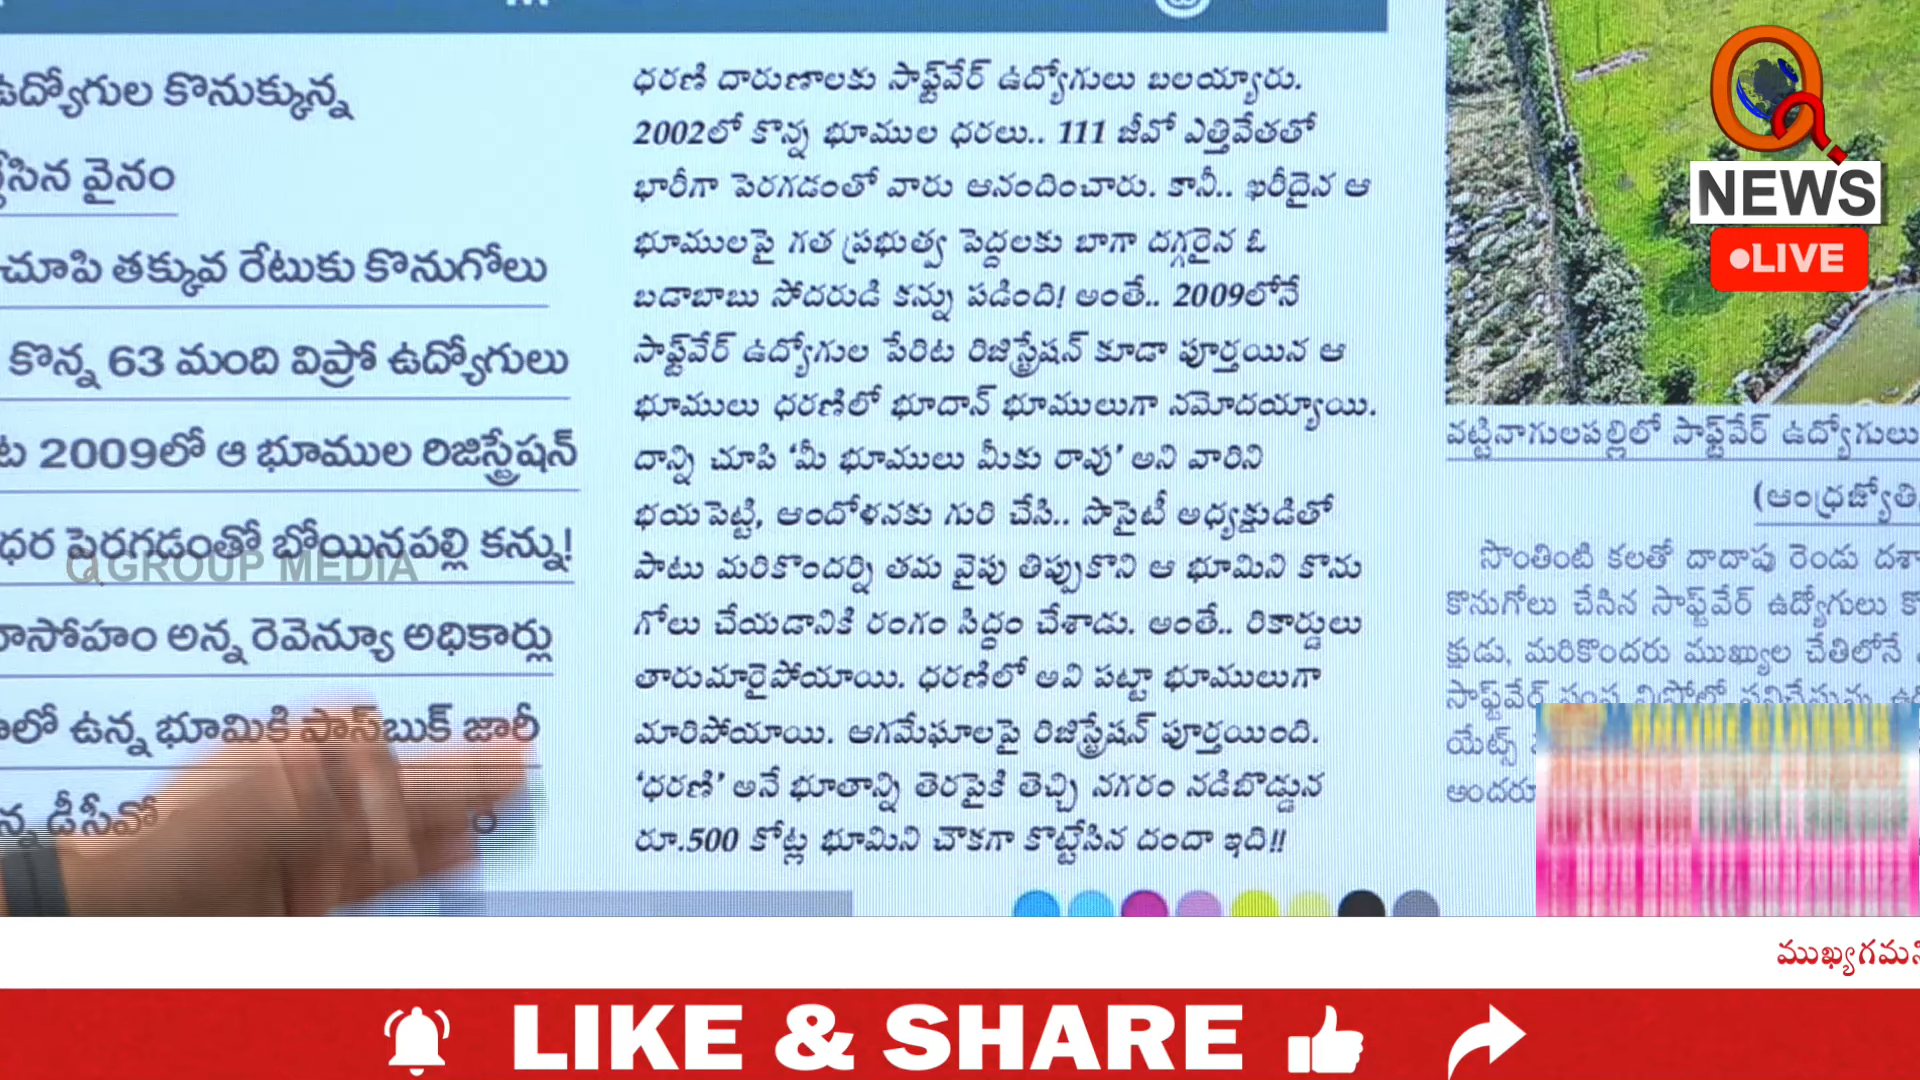 ఉద్యోగుల కొనుక్కున్న
వైనం
చూపి తక్కువ రేటుకు కొనుగోలు
కొన్న 63 మంది విప్రో ఉద్యోగులు
2009లో ఆ భూముల రిజిస్ట్రేషన్
ధర పెరగడంతో బోయినపల్లి కన్ను!
అన్న రెవెన్యూ అధికార్లు
ఉన్న భూమికి పాస్‌బుక్ జారీ
డీసీవో
GROUP MEDIA
ధరణి దారుణాలకు సాఫ్ట్‌వేర్ ఉద్యోగులు బలయ్యారు.
2002లో కొన్న భూముల ధరలు.. 111 జీవో ఎత్తివేతతో
భారీగా పెరగడంతో వారు ఆనందించారు. కానీ.. ఖరీదైన ఆ
భూములపై గత ప్రభుత్వ పెద్దలకు బాగా దగ్గరైన ఓ
బడాబాబు సోదరుడి కన్ను పడింది! అంతే.. 2009లోనే
సాఫ్ట్‌వేర్ ఉద్యోగుల పేరిట రిజిస్ట్రేషన్ కూడా పూర్తయిన ఆ
భూములు ధరణిలో భూదాన్ భూములుగా నమోదయ్యాయి.
దాన్ని చూపి ‘మీ భూములు మీకు రావు’ అని వారిని
భయపెట్టి, ఆందోళనకు గురి చేసి.. సొసైటీ అధ్యక్షుడితో
పాటు మరికొందర్ని తమ వైపు తిప్పుకొని ఆ భూమిని కొను
గోలు చేయడానికి రంగం సిద్ధం చేశాడు. అంతే.. రికార్డులు
తారుమారైపోయాయి. ధరణిలో అవి పట్టా భూములుగా
మారిపోయాయి. ఆగమేఘాలపై రిజిస్ట్రేషన్ పూర్తయింది.
‘ధరణి’ అనే భూతాన్ని తెరపైకి తెచ్చి నగరం నడిబొడ్డున
రూ.500 కోట్ల భూమిని చౌకగా కొట్టేసిన దందా ఇది!!
వట్టినాగులపల్లిలో సాఫ్ట్‌వేర్ ఉద్యోగులు
(ఆంధ్రజ్యోతి
సొంతింటి కలతో దాదాపు రెండు
కొనుగోలు చేసిన సాఫ్ట్‌వేర్ ఉద్యోగులు
క్షుడు, మరికొందరు ముఖ్యుల చేతిలోనే
సాఫ్ట్‌వేర్ సంస్థ విప్రోలో పనిచేస్తున్న
యేట్స్
Q
NEWS
LIVE
LIKE & SHARE